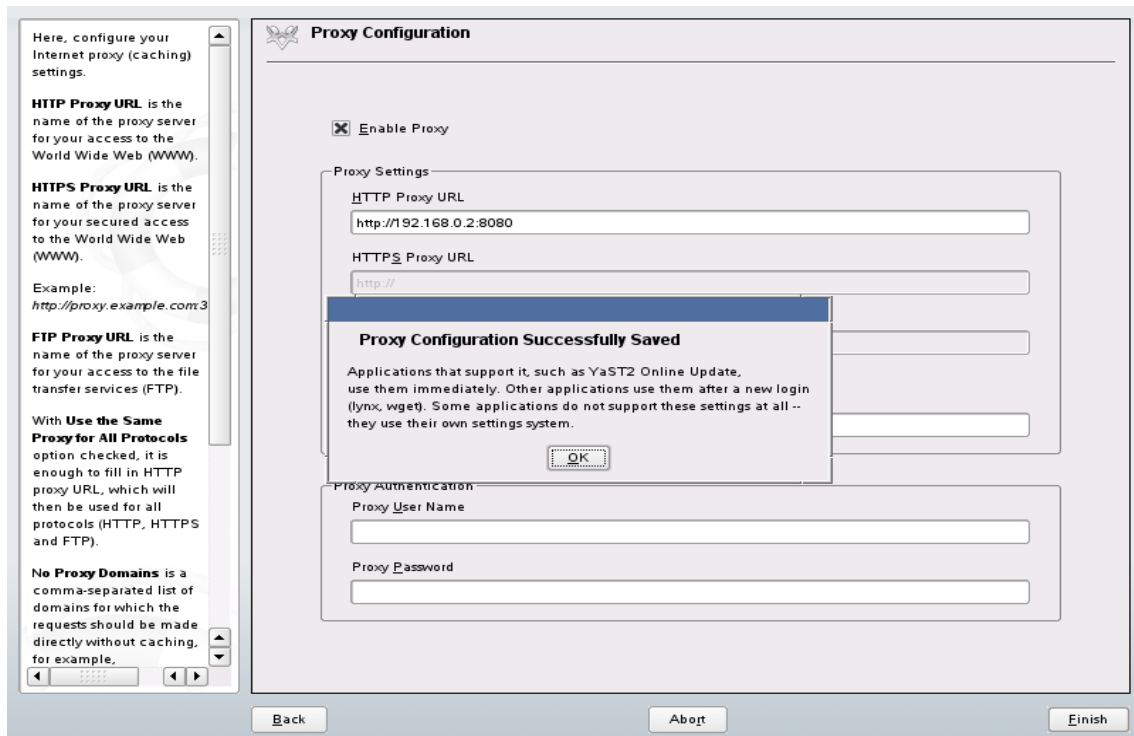 Here, configure your
Internet proxy (caching)
settings.
HTTP Proxy URL is the
name of the proxy server
for your access to the
World Wide Web (WWW).
HTTPS Proxy URL is the
name of the proxy server
for your secured access
to the World Wide Web
(WWW).
Example:
http://proxy.example.com:3
FTP Proxy URL is the
name of the proxy server
for your access to the file
transfer services (FTP).
With Use the Same
Proxy for All Protocols
option checked, it is
enough to fill in HTTP
proxy URL, which will
then be used for all
protocols (HTTP, HTTPS
and FTP).
No Proxy Domains is a
comma-separated list of
domains for which the
requests should be made
directly without caching,
for example,
Proxy Configuration
Enable Proxy
Proxy Settings
HTTP Proxy URL
http://192.168.0.2:8080
HTTPS Proxy URL
http://
Proxy Configuration Successfully Saved
Applications that support it, such as YaST2 Online Update,
use them immediately. Other applications use them after a new login
(lynx, wget). Some applications do not support these settings at all --
they use their own settings system.
OK
Proxy Authentication
Proxy User Name
Proxy Password
Back
Abort
Finish